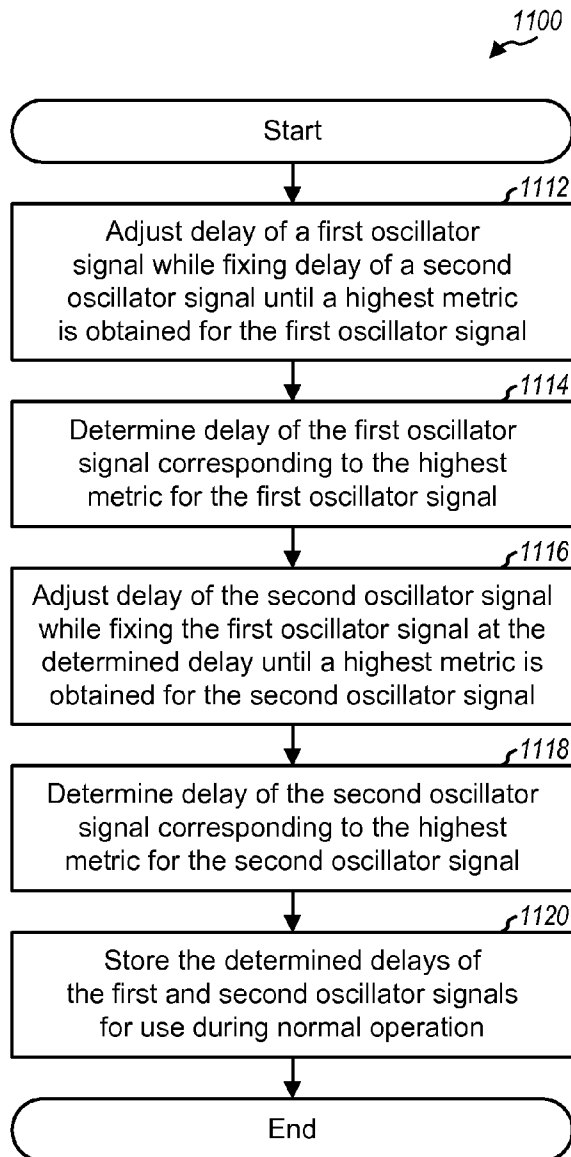 1100
Start
1112
Adjust delay of a first oscillator
signal while fixing delay of a second
oscillator signal until a highest metric
is obtained for the first oscillator signal
1114
Determine delay of the first oscillator
signal corresponding to the highest
metric for the first oscillator signal
1116
Adjust delay of the second oscillator signal
while fixing the first oscillator signal at the
determined delay until a highest metric is
obtained for the second oscillator signal
1118
Determine delay of the second oscillator
signal corresponding to the highest
metric for the second oscillator signal
1120
Store the determined delays of
the first and second oscillator signals
for use during normal operation
End